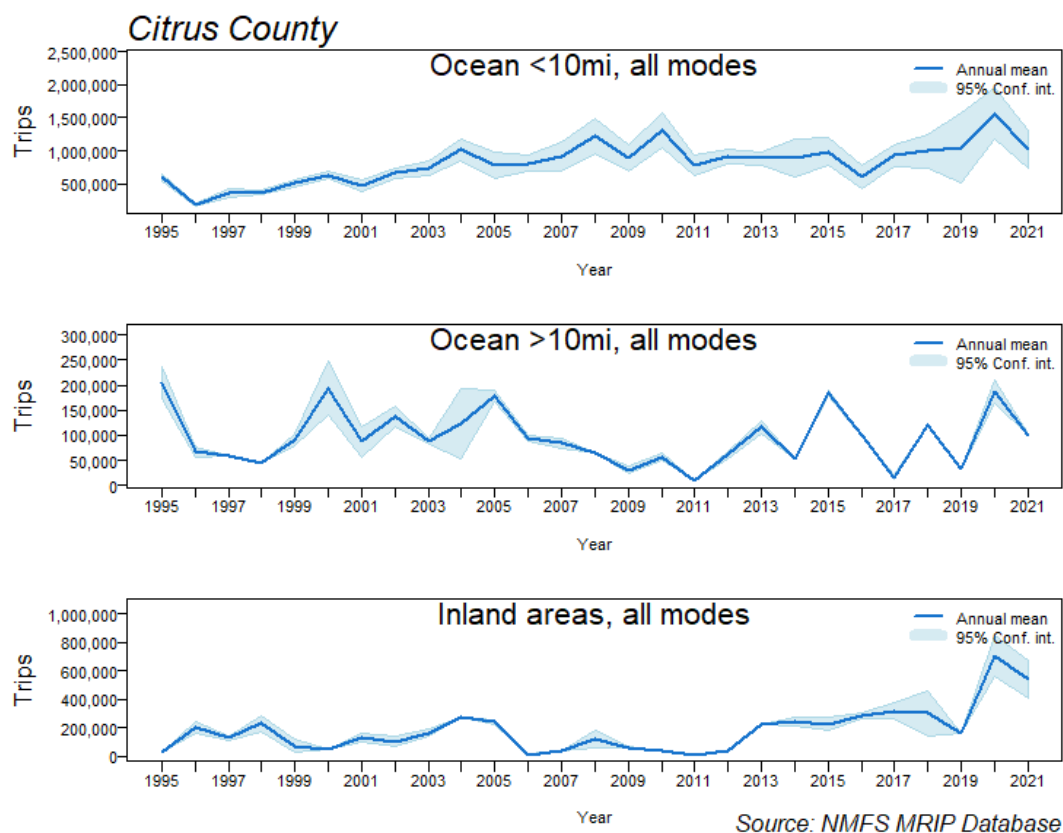 Citrus County
Ocean <10mi, all modes
Annual mean
95% Conf. int.
2,500,000
2,000,000
1,500,000
1,000,000
500,000
Trips
1995 1997 1999 2001 2003 2005 2007 2009 2011 2013 2015 2017 2019 2021
Year
Ocean >10mi, all modes
Annual mean
95% Conf. int.
300,000
250,000
200,000
150,000
100,000
50,000
0
Trips
1995 1997 1999 2001 2003 2005 2007 2009 2011 2013 2015 2017 2019 2021
Year
Inland areas, all modes
Annual mean
95% Conf. int.
1,000,000
800,000
600,000
400,000
200,000
0
Trips
1995 1997 1999 2001 2003 2005 2007 2009 2011 2013 2015 2017 2019 2021
Year
Source: NMFS MRIP Database